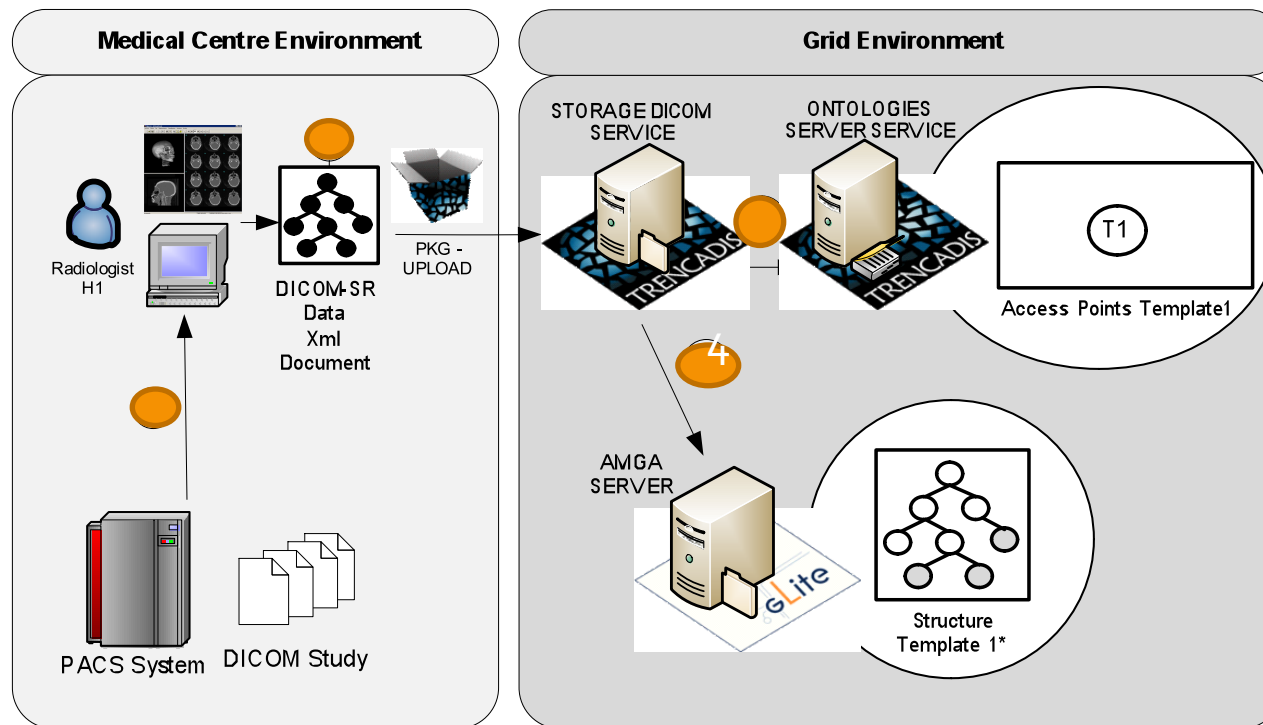 Medical Centre Environment
Grid Environment
STORAGE DICOM
SERVICE
ONTOLOGIES
SERVER SERVICE
Radiologist
H1
PKG -
UPLOAD
DICOM-SR
Data
Xml
Document
TRENCADIS
TRENCADIS
T1
Access Points Template1
4
AMGA
SERVER
gLite
Structure
Template 1*
PACS System
DICOM Study